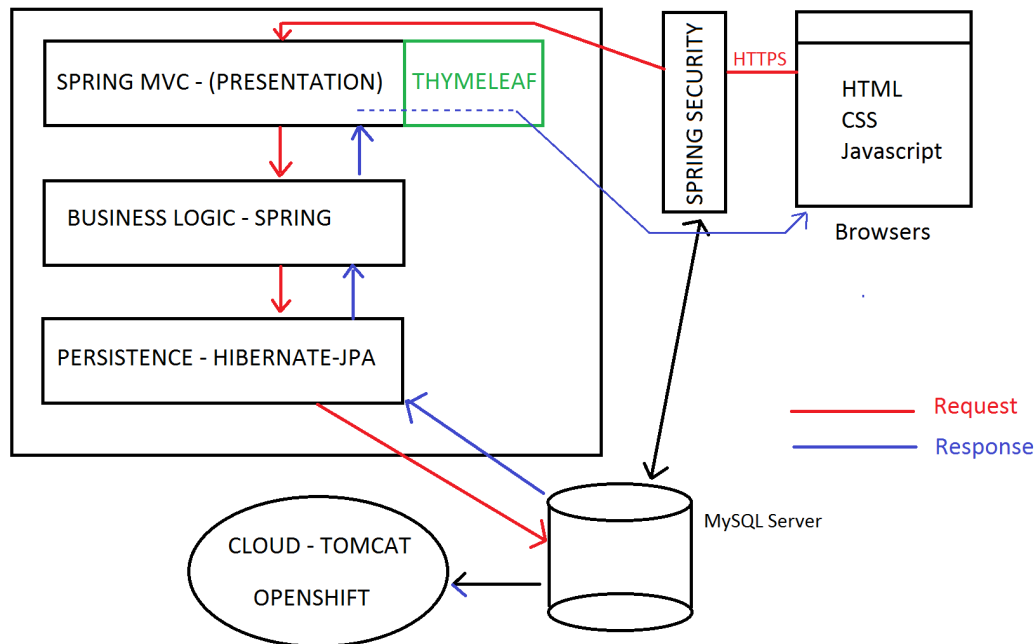 SPRING MVC - (PRESENTATION)
THYMELEAF
SPRING SECURITY
HTTPS
HTML
CSS
Javascript
Browsers
BUSINESS LOGIC - SPRING
PERSISTENCE - HIBERNATE-JPA
Request
Response
MySQL Server
CLOUD - TOMCAT
OPENSHIFT